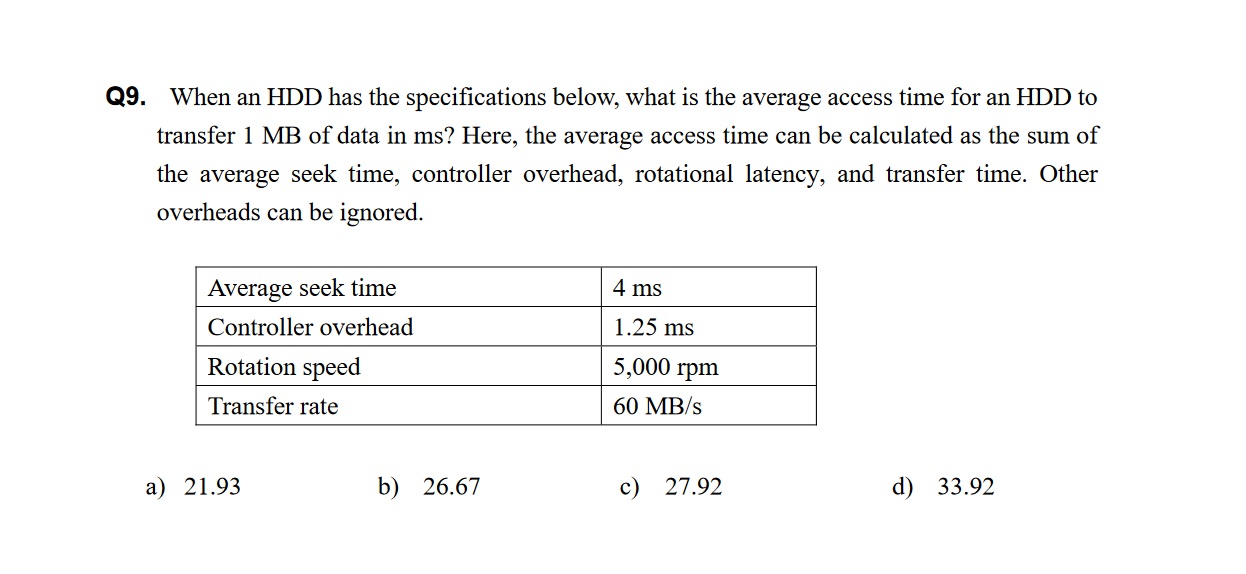 Q9. When an HDD has the specifications below, what is the average access time for an HDD to
transfer 1 MB of data in ms? Here, the average access time can be calculated as the sum of
the average seek time, controller overhead, rotational latency, and transfer time. Other
overheads can be ignored.
Average seek time 4 ms
Controller overhead 1.25 ms
Rotation speed 5,000 rpm
Transfer rate 60 MB/s
a) 21.93 b) 26.67 c) 27.92 d) 33.92